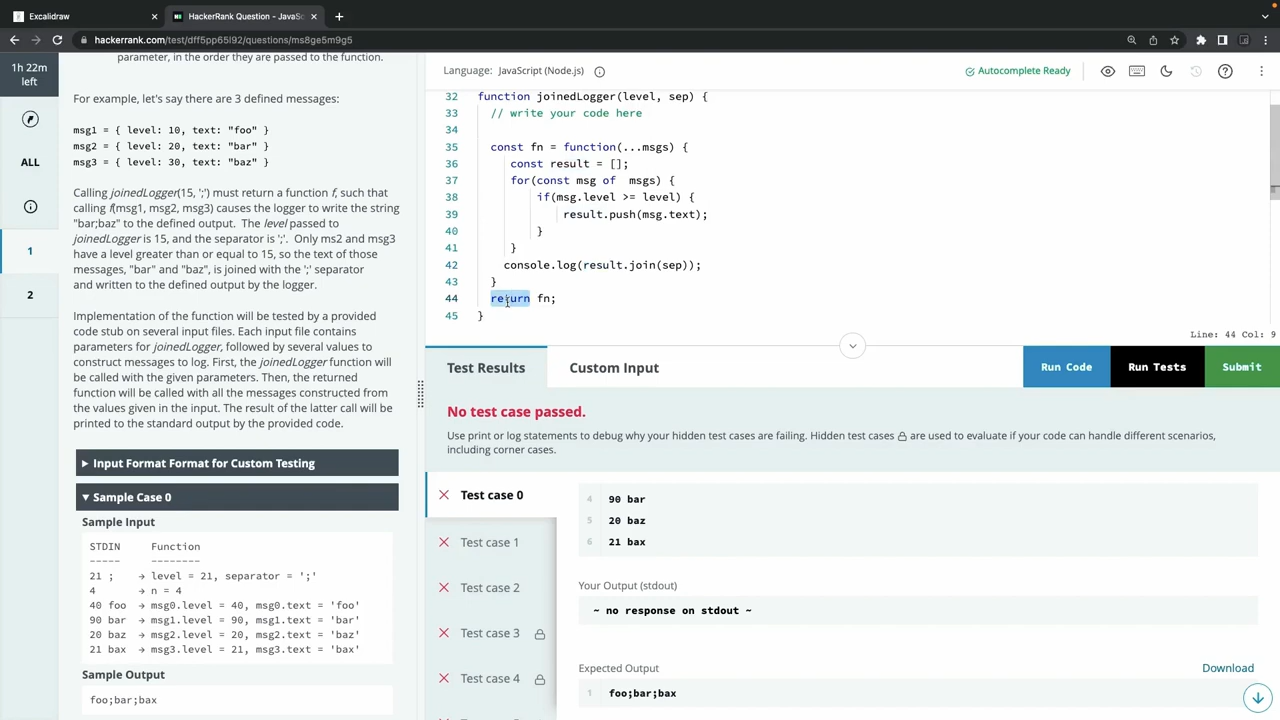 Excalidraw
HackerRank Question - JavaSc
hackerrank.com/test/dff5pp65l92/questions/ms8ge5m9g5
1h 22m
left
ALL
1
2
parameter, in the order they are passed to the function.
For example, let's say there are 3 defined messages:
msg1 = { level: 10, text: "foo" }
msg2 = { level: 20, text: "bar" }
msg3 = { level: 30, text: "baz" }
Calling joinedLogger(15, ';') must return a function f, such that
calling f(msg1, msg2, msg3) causes the logger to write the string
"bar;baz" to the defined output. The level passed to
joinedLogger is 15, and the separator is ';'. Only ms2 and msg3
have a level greater than or equal to 15, so the text of those
messages, "bar" and "baz", is joined with the ';' separator
and written to the defined output by the logger.
Implementation of the function will be tested by a provided
code stub on several input files. Each input file contains
parameters for joinedLogger, followed by several values to
construct messages to log. First, the joinedLogger function will
be called with the given parameters. Then, the returned
function will be called with all the messages constructed from
the values given in the input. The result of the latter call will be
printed to the standard output by the provided code.
Input Format Format for Custom Testing
Sample Case 0
Sample Input
STDIN Function
----- --------
21 ; → level = 21, separator = ';'
4 → n = 4
40 foo → msg0.level = 40, msg0.text = 'foo'
90 bar → msg1.level = 90, msg1.text = 'bar'
20 baz → msg2.level = 20, msg2.text = 'baz'
21 bax → msg3.level = 21, msg3.text = 'bax'
Sample Output
foo;bar;bax
Language: JavaScript (Node.js)
Autocomplete Ready
32 function joinedLogger(level, sep) {
33 // write your code here
34
35 const fn = function(...msgs) {
36 const result = [];
37 for(const msg of msgs) {
38 if(msg.level >= level) {
39 result.push(msg.text);
40 }
41 }
42 console.log(result.join(sep));
43 }
44 return fn;
45 }
Line: 44 Col: 9
Test Results
Custom Input
Run Code
Run Tests
Submit
No test case passed.
Use print or log statements to debug why your hidden test cases are failing. Hidden test cases are used to evaluate if your code can handle different scenarios,
including corner cases.
Test case 0
Test case 1
Test case 2
Test case 3
Test case 4
4 90 bar
5 20 baz
6 21 bax
Your Output (stdout)
~ no response on stdout ~
Expected Output
Download
1 foo;bar;bax